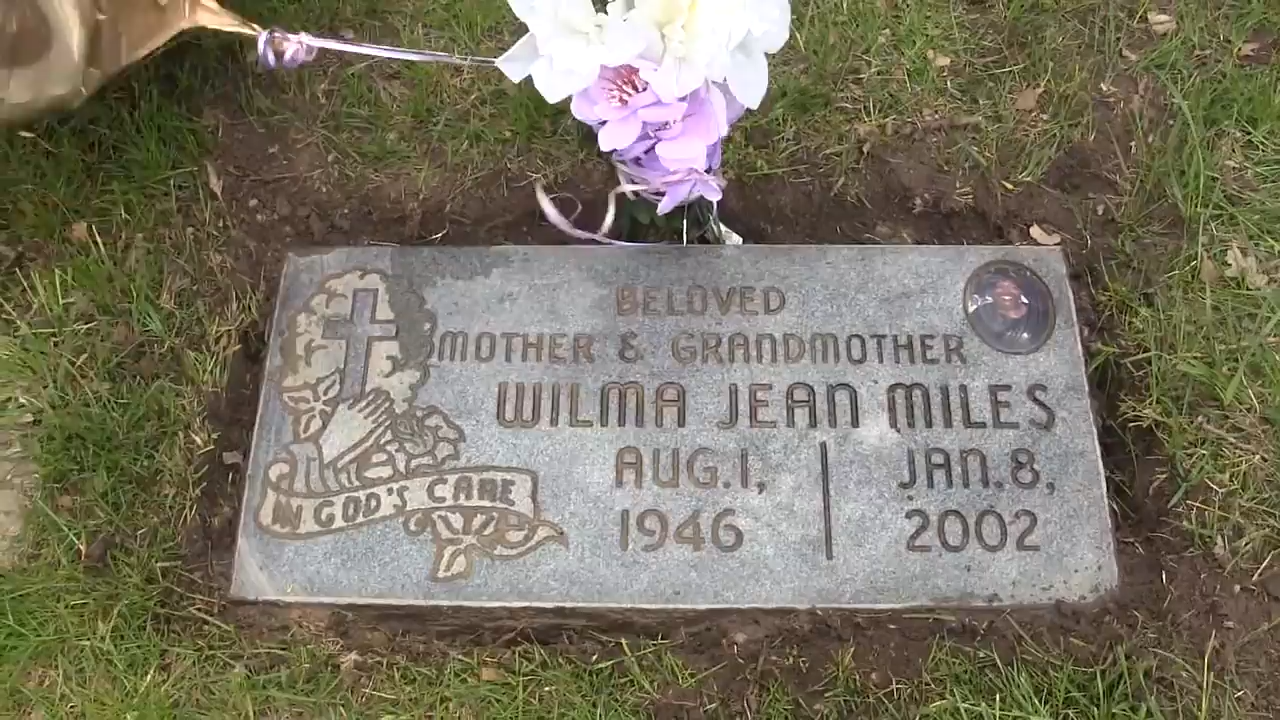 BELOVED
MOTHER & GRANDMOTHER
WILMA JEAN MILES
AUG. 1, JAN. 8,
1946 2002
IN GOD'S CARE